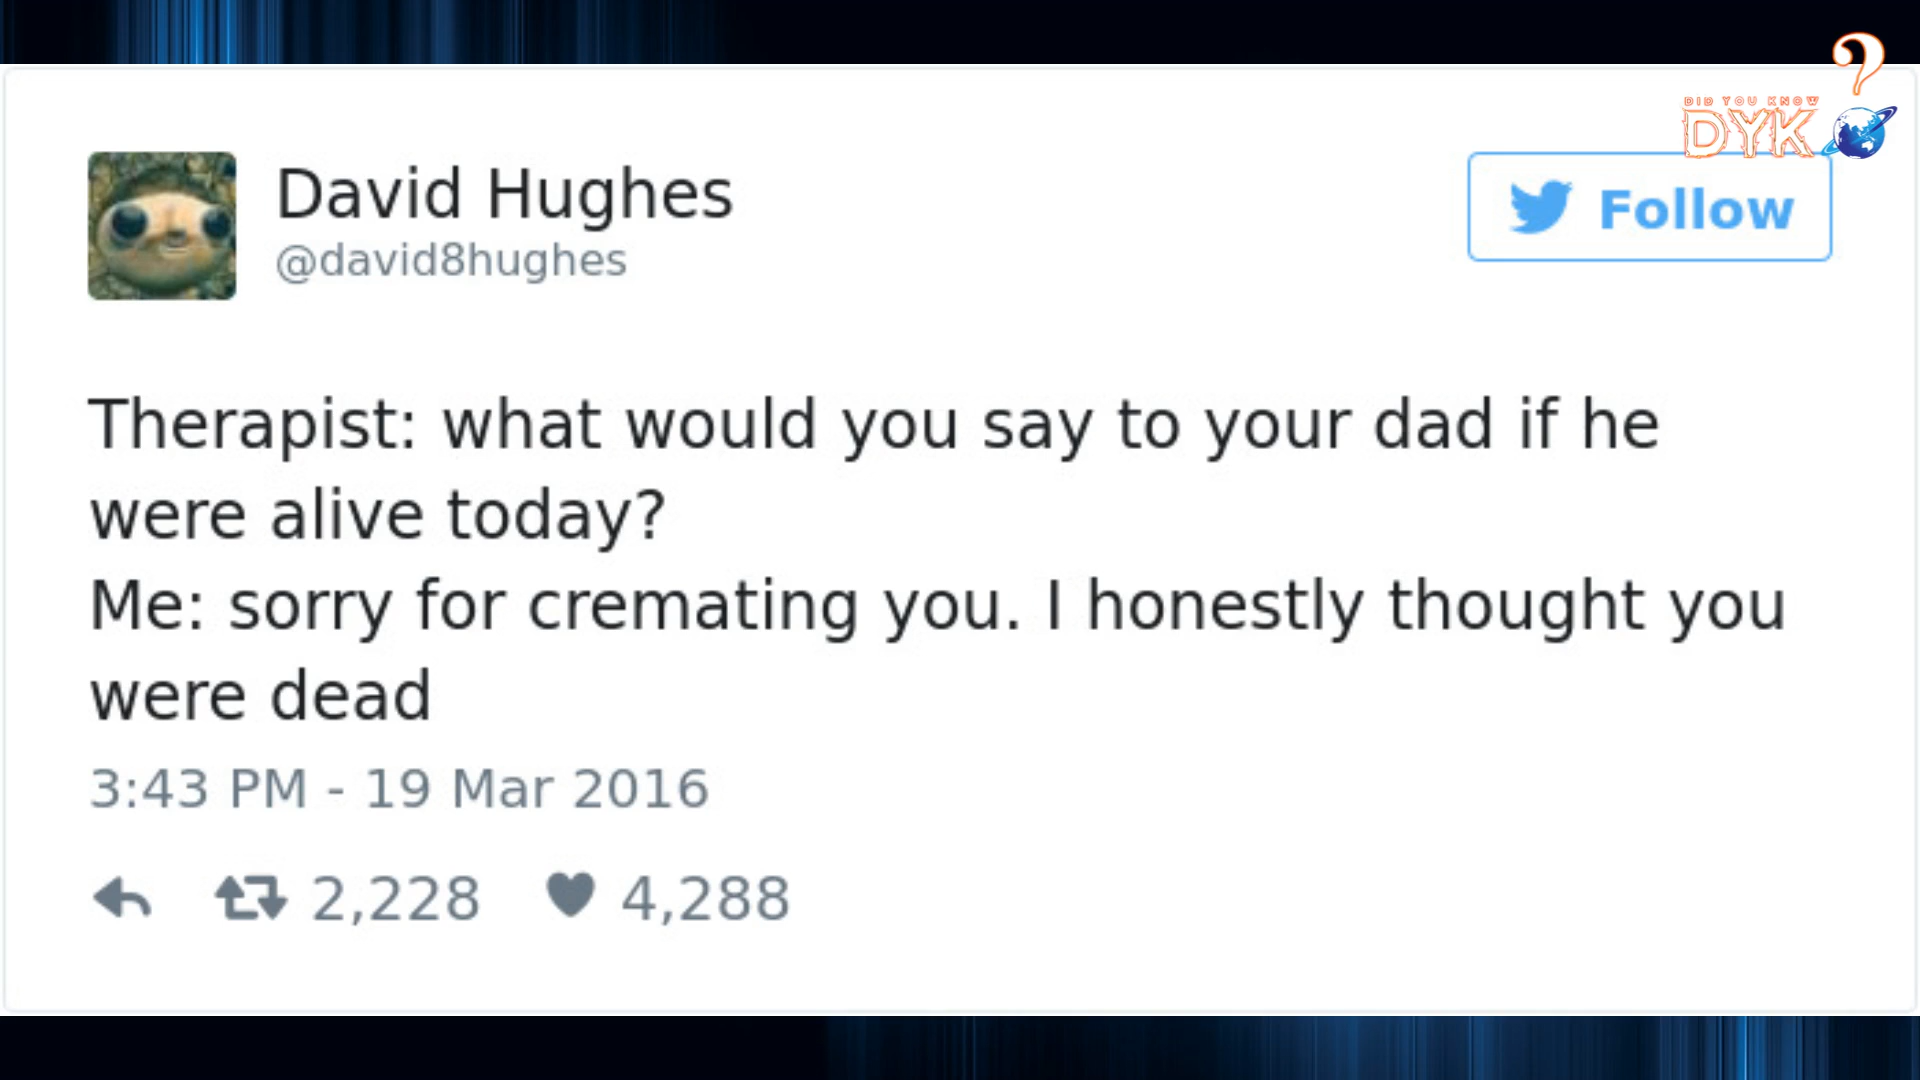 DID YOU KNOW
?
DYK
David Hughes
@david8hughes
Follow
Therapist: what would you say to your dad if he
were alive today?
Me: sorry for cremating you. I honestly thought you
were dead
3:43 PM - 19 Mar 2016
2,228 4,288